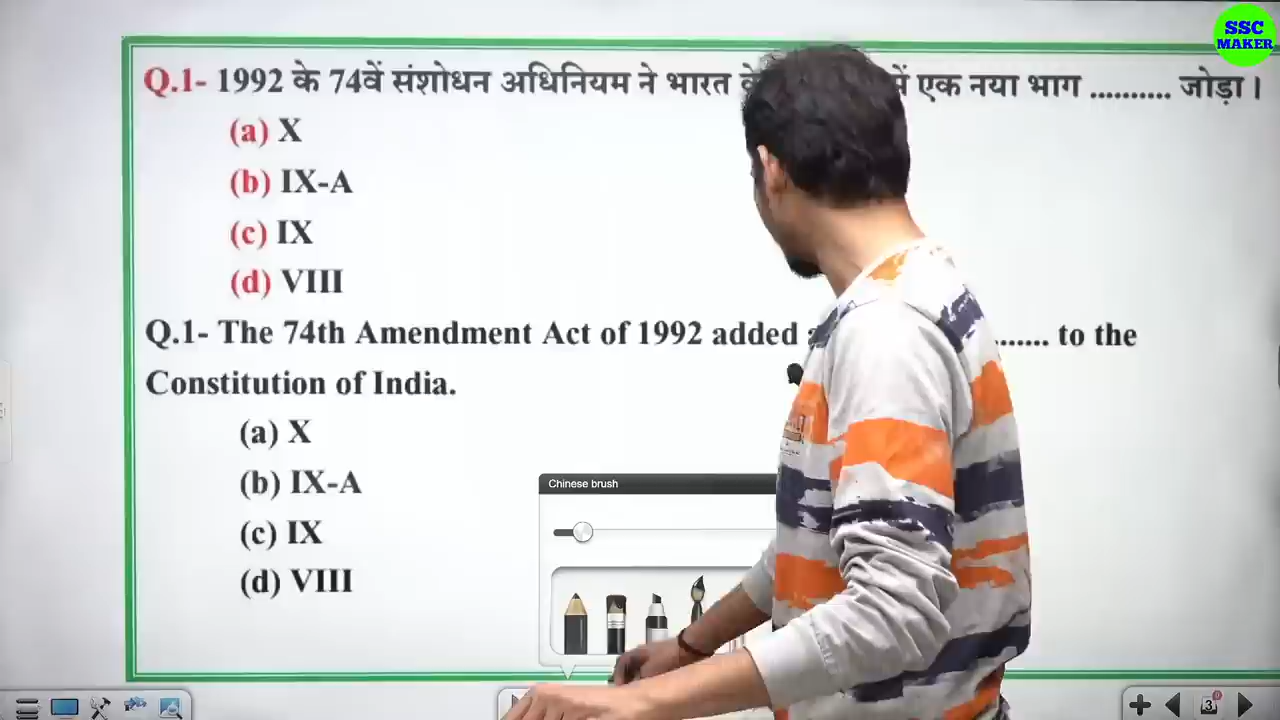 SSC
MAKER
Q.1- 1992 के 74वें संशोधन अधिनियम ने भारत में एक नया भाग .......... जोड़ा ।
(a) X
(b) IX-A
(c) IX
(d) VIII
Q.1- The 74th Amendment Act of 1992 added ....... to the
Constitution of India.
(a) X
(b) IX-A
(c) IX
(d) VIII
Chinese brush
3